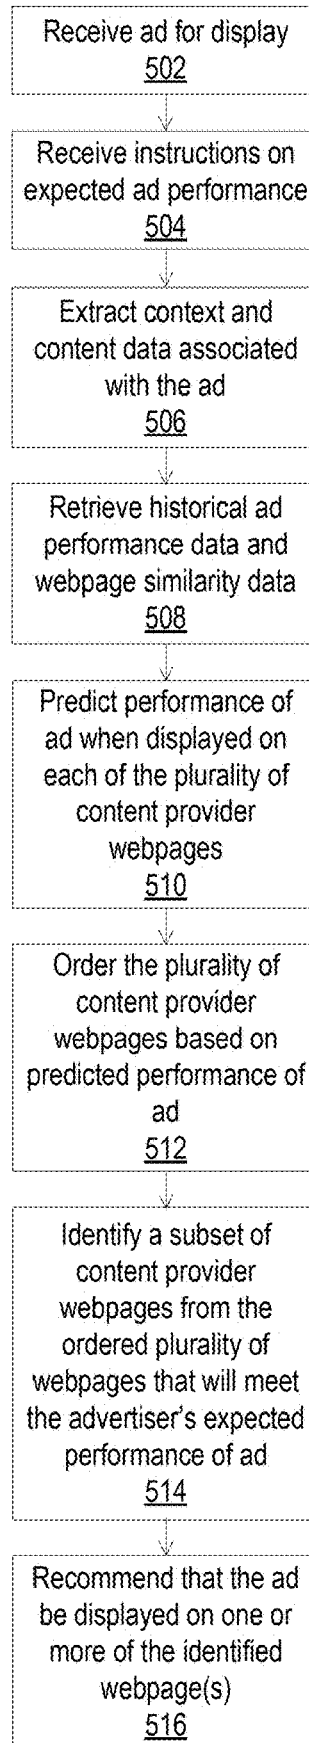 Receive ad for display
502
Receive instructions on
expected ad performance
504
Extract context and
content data associated
with the ad
506
Retrieve historical ad
performance data and
webpage similarity data
508
Predict performance of
ad when displayed on
each of the plurality of
content provider
webpages
510
Order the plurality of
content provider
webpages based on
predicted performance of
ad
512
Identify a subset of
content provider
webpages from the
ordered plurality of
webpages that will meet
the advertiser's expected
performance of ad
514
Recommend that the ad
be displayed on one or
more of the identified
webpage(s)
516